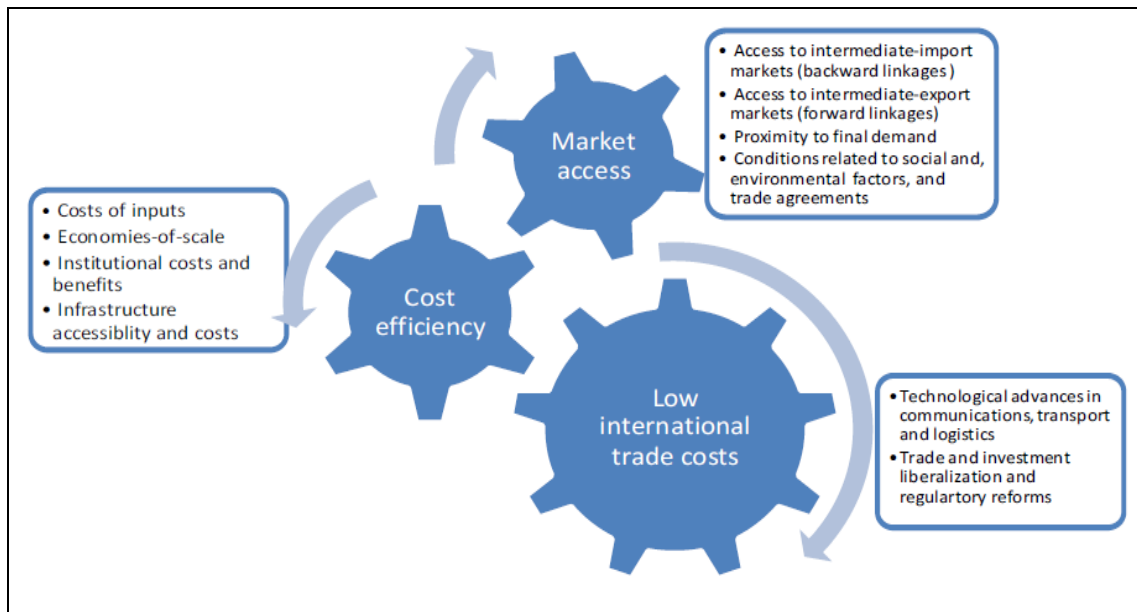 Market
access
• Access to intermediate-import
markets (backward linkages )
• Access to intermediate-export
markets (forward linkages)
• Proximity to final demand
• Conditions related to social and,
environmental factors, and
trade agreements
• Costs of inputs
• Economies-of-scale
• Institutional costs and
benefits
• Infrastructure
accessiblity and costs
Cost
efficiency
Low
international
trade costs
• Technological advances in
communications, transport
and logistics
• Trade and investment
liberalization and
regulartory reforms